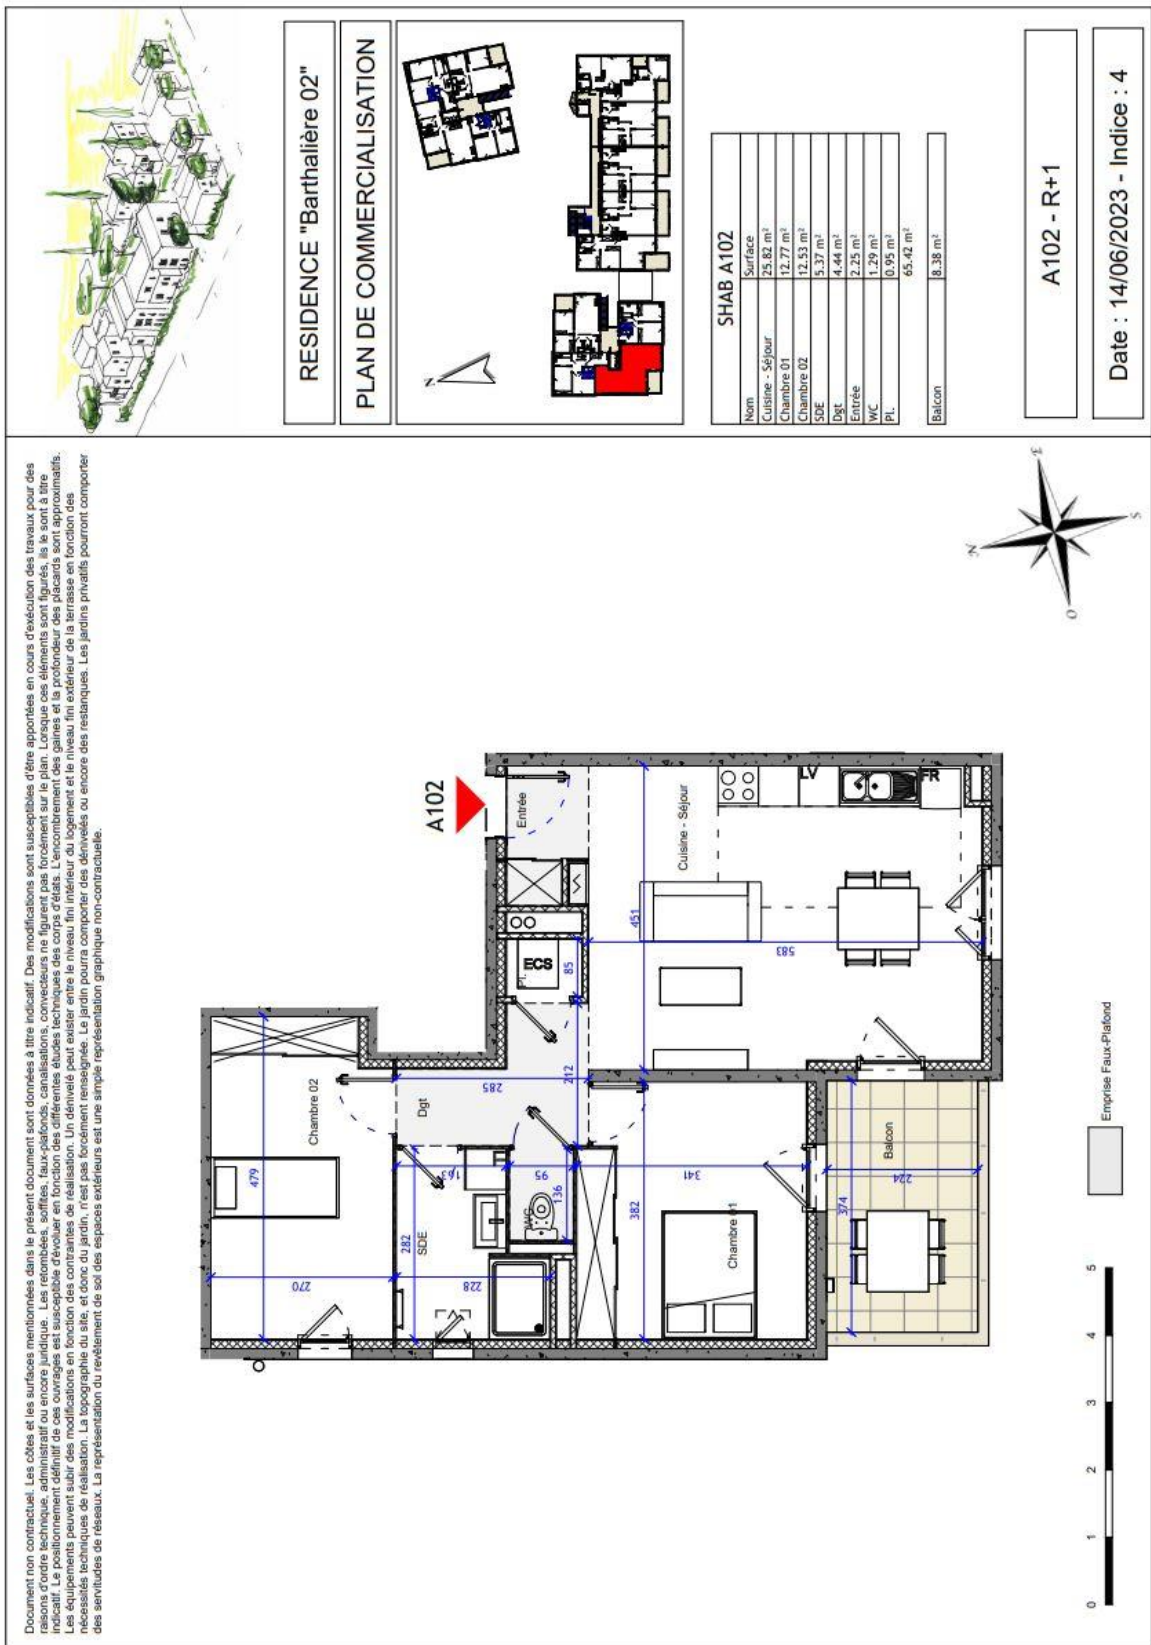 Document non contractuel. Les côtes et les surfaces mentionnées dans le présent document sont données à titre indicatif. Des modifications sont susceptibles d'être apportées en cours d'exécution des travaux pour des
raisons d'ordre technique, administratif ou encore juridique. Les retombées, soffites, faux-plafonds, canalisations, convecteurs ne figurent pas forcément sur le plan. Lorsque ces éléments sont figurés, ils le sont à titre
indicatif. Le positionnement définitif de ces ouvrages est susceptible d'évoluer en fonction des différentes études techniques des corps d'états. L'encombrement des gaines et la profondeur des placards sont approximatifs.
Les équipements peuvent subir des modifications en fonction des contraintes de réalisation. Un dénivelé peut exister entre le niveau fini intérieur du logement et le niveau fini extérieur de la terrasse en fonction des
nécessités techniques de réalisation. La topographie du site, et donc du jardin, n'est pas forcément renseignée. Le jardin pourra comporter des dénivelés ou encore des restanques. Les jardins privatifs pourront comporter
des servitudes de réseaux. La représentation du revêtement de sol des espaces extérieurs est une simple représentation graphique non-contractuelle.
A102
Entrée
Chambre 02
479
270
Dgt
285
Pl.
ECS
85
212
SDE
282
163
228
WC
95
136
341
382
Chambre 01
Cuisine - Séjour
451
583
LV
FR
Balcon
224
374
N
E
S
O
Emprise Faux-Plafond
0 1 2 3 4 5
RESIDENCE "Barthalière 02"
PLAN DE COMMERCIALISATION
N
SHAB A102
Nom Surface
Cuisine - Séjour 25.82 m²
Chambre 01 12.77 m²
Chambre 02 12.53 m²
SDE 5.37 m²
Dgt 4.44 m²
Entrée 2.25 m²
WC 1.29 m²
PL. 0.95 m²
65.42 m²
Balcon 8.38 m²
A102 - R+1
Date : 14/06/2023 - Indice : 4